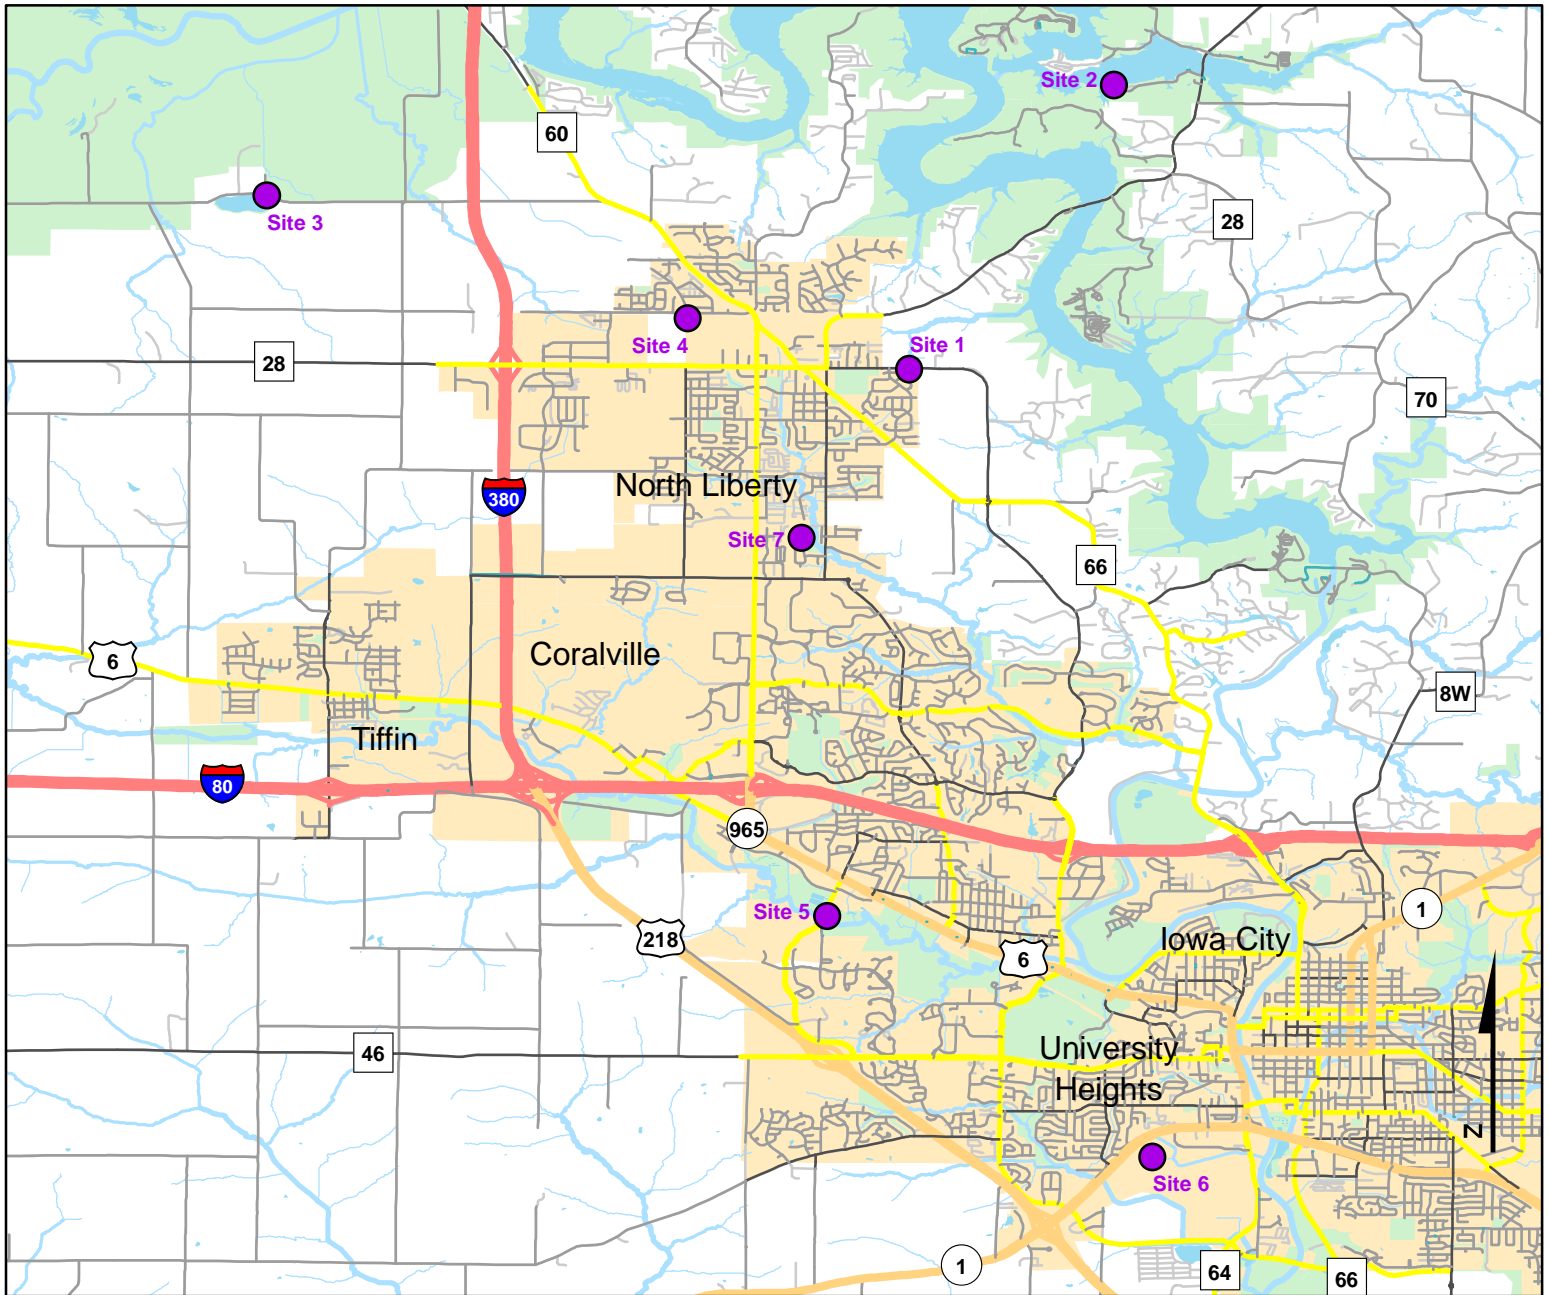 Site 2
60
Site 3
28
Site 4
Site 1
28
70
380
North Liberty
Site 7
66
6
Coralville
8W
Tiffin
80
965
Site 5
1
218
6
Iowa City
46
University
Heights
N
Site 6
1
64
66